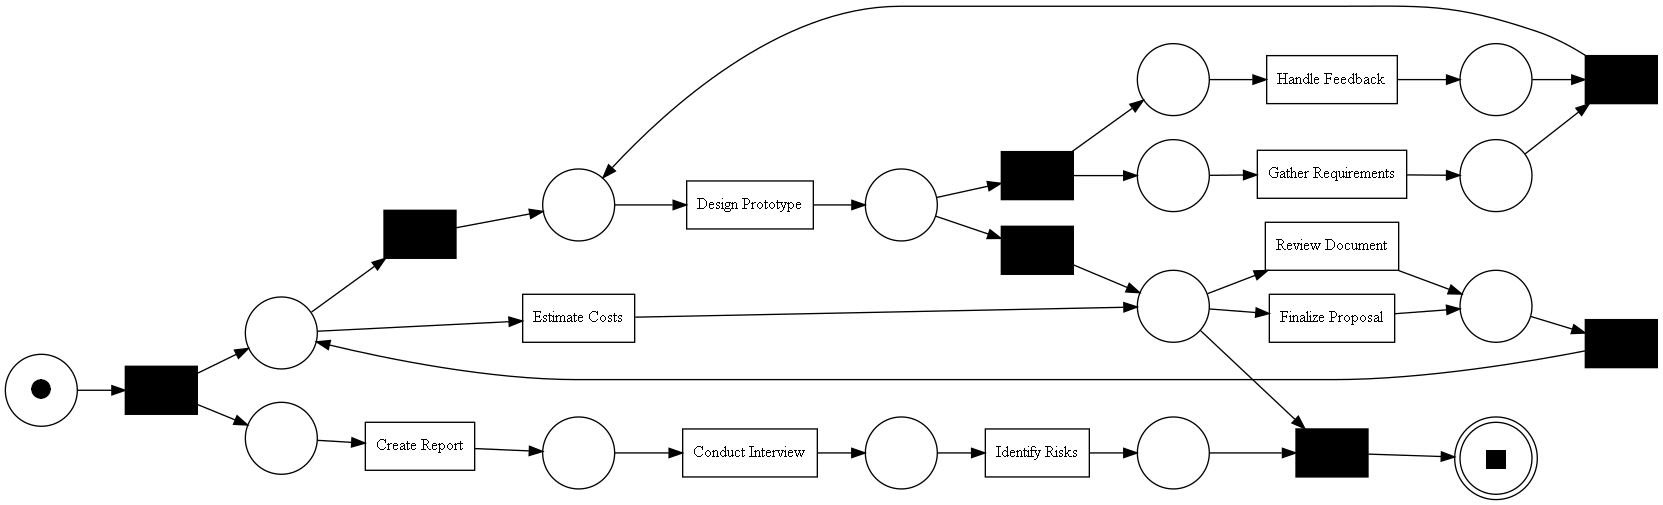 Handle Feedback
Gather Requirements
Design Prototype
Review Document
Estimate Costs
Finalize Proposal
Create Report
Conduct Interview
Identify Risks